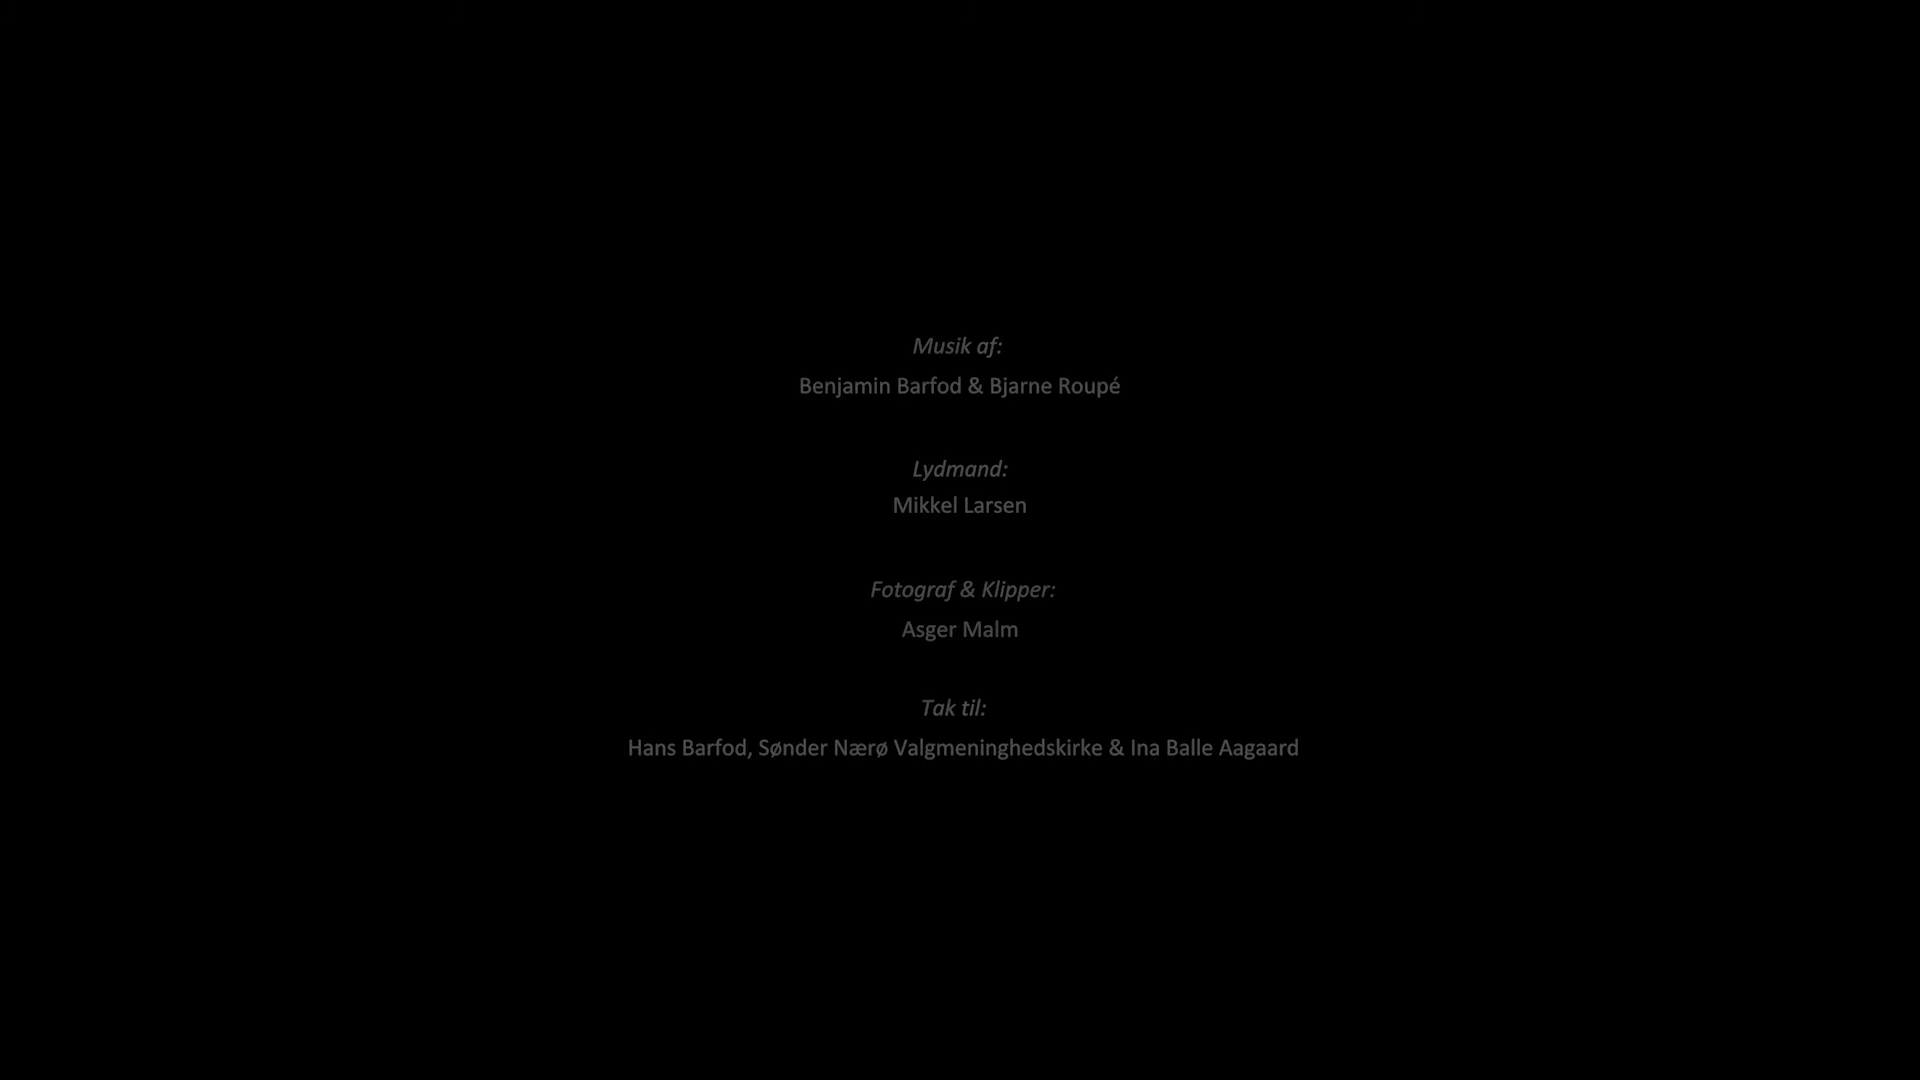 Musik af:
Benjamin Barfod & Bjarne Roupé
Lydmand:
Mikkel Larsen
Fotograf & Klipper:
Asger Malm
Tak til:
Hans Barfod, Sønder Nærø Valgmeninghedskirke & Ina Balle Aagaard